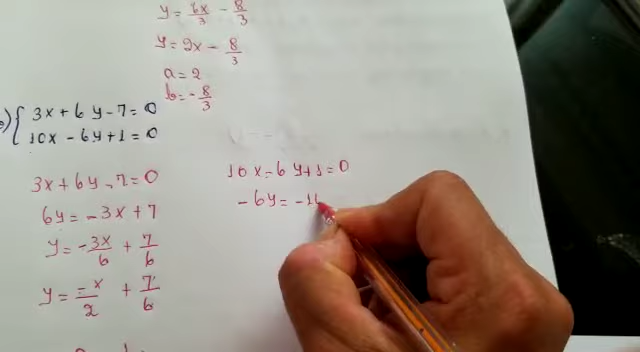 y = 6x/3 - 8/3
y = 2x - 8/3
a = 2
b = - 8/3
{ 3x + 6y - 7 = 0
10x - 6y + 1 = 0
3x + 6y - 7 = 0
6y = - 3x + 7
y = -3x/6 + 7/6
y = -x/2 + 7/6
10x - 6y + 1 = 0
- 6y = - 1